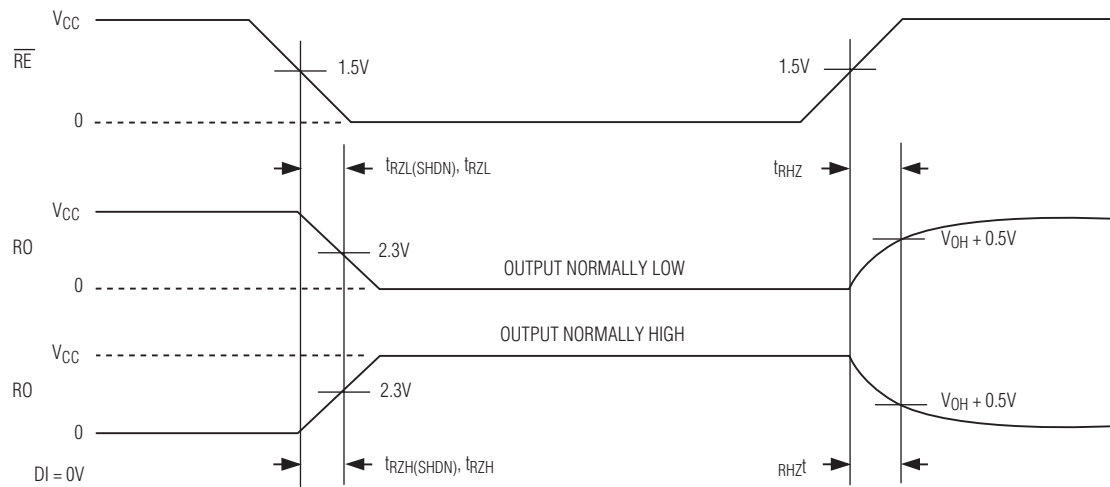 VCC
RE
1.5V
1.5V
0
tRZL(SHDN), tRZL
tRHZ
VCC
RO
2.3V
VOH + 0.5V
OUTPUT NORMALLY LOW
0
OUTPUT NORMALLY HIGH
VCC
RO
2.3V
VOH + 0.5V
0
tRZH(SHDN), tRZH
RHZt
DI = 0V